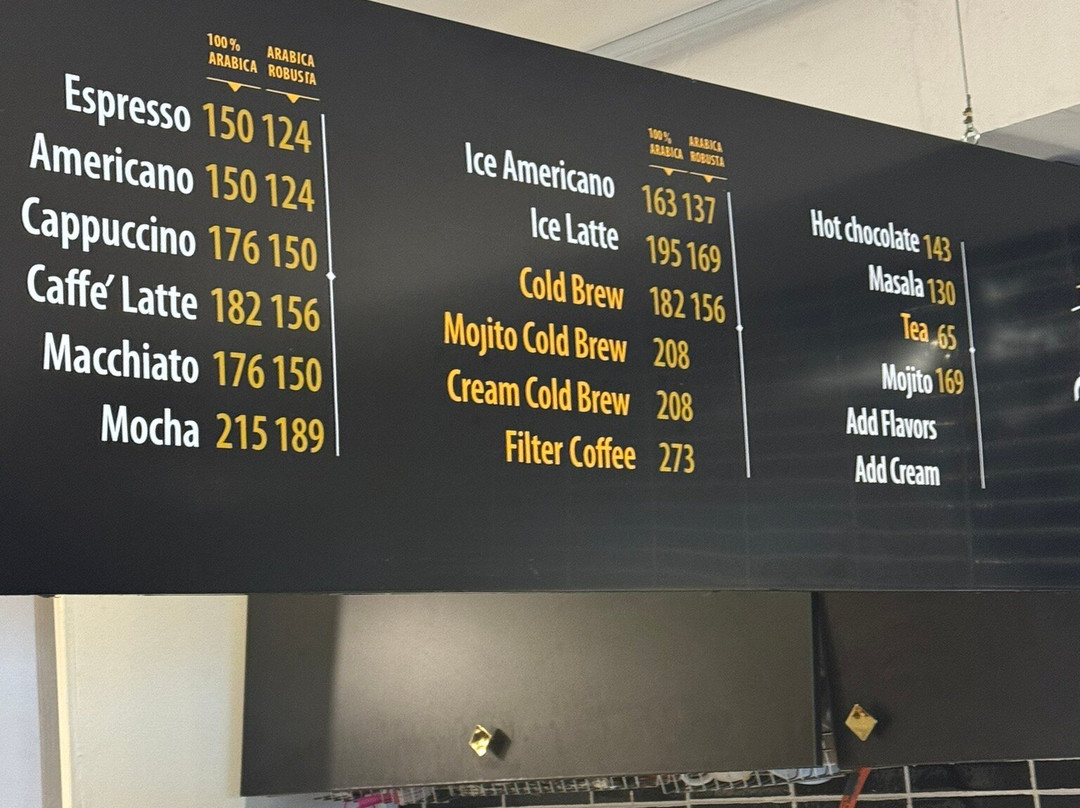 100% ARABICA
ARABICA ROBUSTA
Espresso 150 124
Americano 150 124
Cappuccino 176 150
Caffe’ Latte 182 156
Macchiato 176 150
Mocha 215 189
100% ARABICA
ARABICA ROBUSTA
Ice Americano 163 137
Ice Latte 195 169
Cold Brew 182 156
Mojito Cold Brew 208
Cream Cold Brew 208
Filter Coffee 273
Hot chocolate 143
Masala 130
Tea 65
Mojito 169
Add Flavors
Add Cream